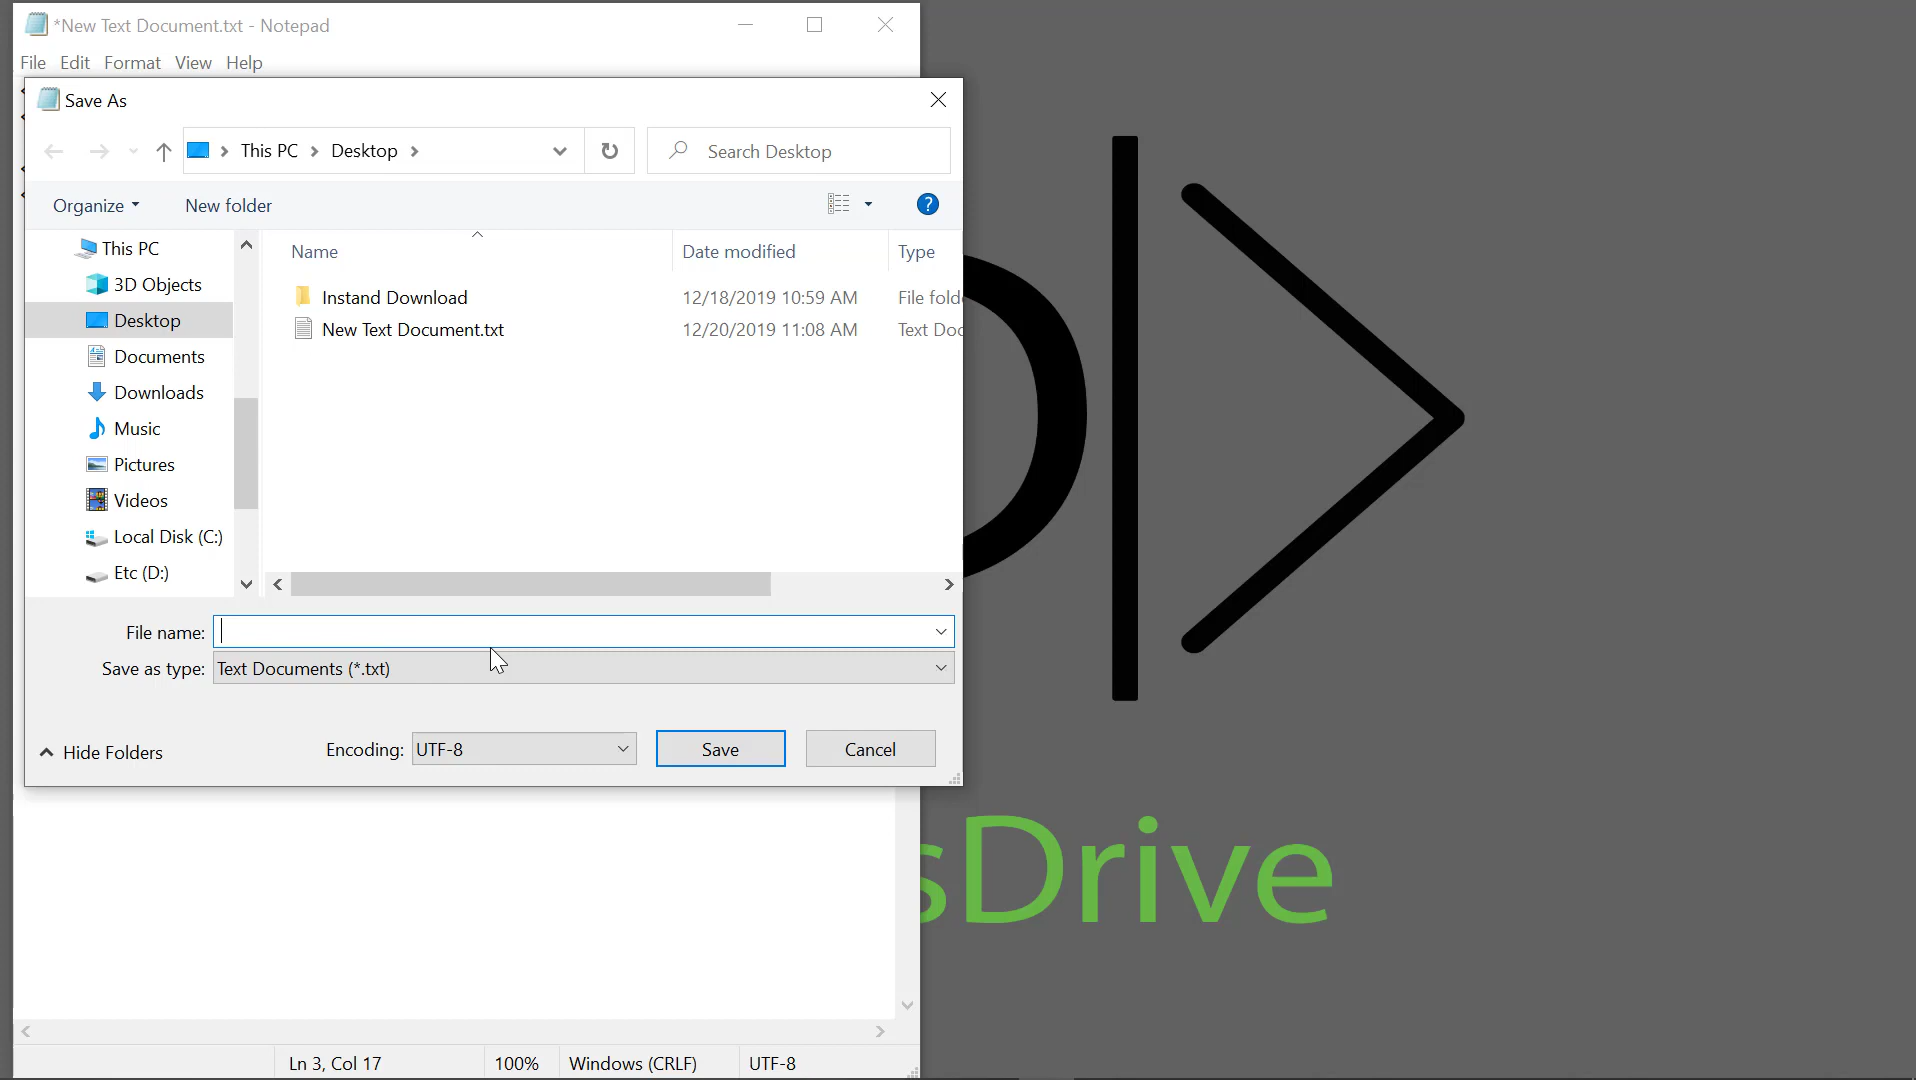 *New Text Document.txt - Notepad
File Edit Format View Help
Save As
This PC Desktop
Search Desktop
Organize New folder
This PC
3D Objects
Desktop
Documents
Downloads
Music
Pictures
Videos
Local Disk (C:)
Etc (D:)
Name Date modified Type
Instand Download 12/18/2019 10:59 AM File fold
New Text Document.txt 12/20/2019 11:08 AM Text Doc
File name:
Save as type: Text Documents (*.txt)
Hide Folders Encoding: UTF-8 Save Cancel
sDrive
Ln 3, Col 17 100% Windows (CRLF) UTF-8